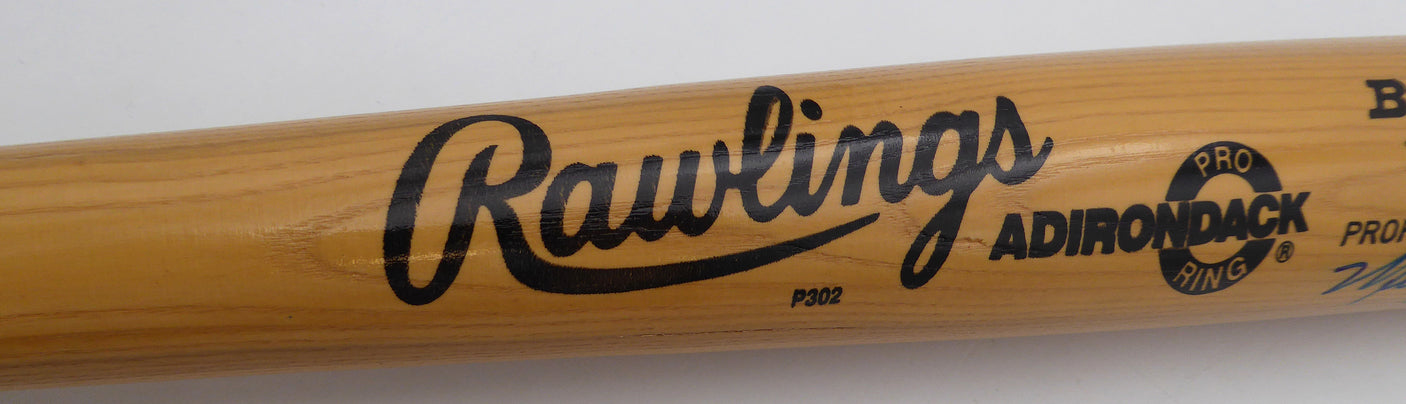 Rawlings
P302
PRO
ADIRONDACK®
RING